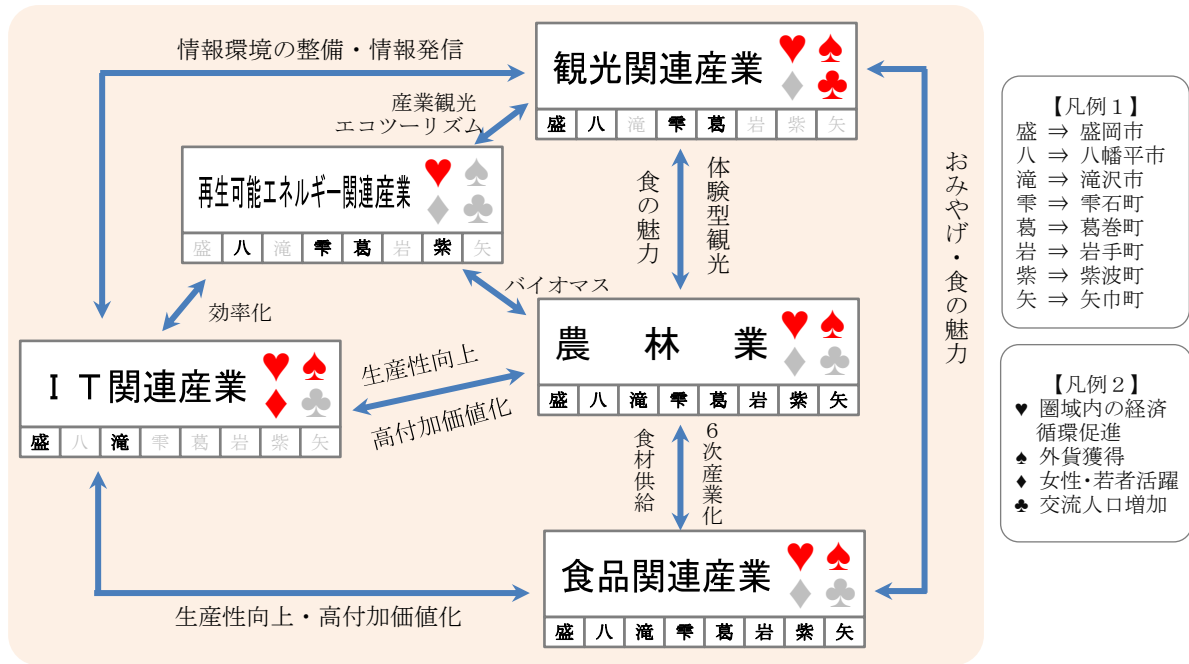 情報環境の整備・情報発信
観光関連産業 ♥ ♠ ♦ ♣
盛 八 滝 雫 葛 岩 紫 矢
産業観光
エコツーリズム
再生可能エネルギー関連産業 ♥ ♠ ♦ ♣
盛 八 滝 雫 葛 岩 紫 矢
食の魅力
体験型観光
おみやげ・食の魅力
効率化
バイオマス
農林業 ♥ ♠ ♦ ♣
盛 八 滝 雫 葛 岩 紫 矢
IT関連産業 ♥ ♠ ♦ ♣
盛 八 滝 雫 葛 岩 紫 矢
生産性向上
高付加価値化
食材供給
6次産業化
食品関連産業 ♥ ♠ ♦ ♣
盛 八 滝 雫 葛 岩 紫 矢
生産性向上・高付加価値化
【凡例1】
盛 ⇒ 盛岡市
八 ⇒ 八幡平市
滝 ⇒ 滝沢市
雫 ⇒ 雫石町
葛 ⇒ 葛巻町
岩 ⇒ 岩手町
紫 ⇒ 紫波町
矢 ⇒ 矢巾町
【凡例2】
♥ 圏域内の経済
循環促進
♠ 外貨獲得
♦ 女性・若者活躍
♣ 交流人口増加